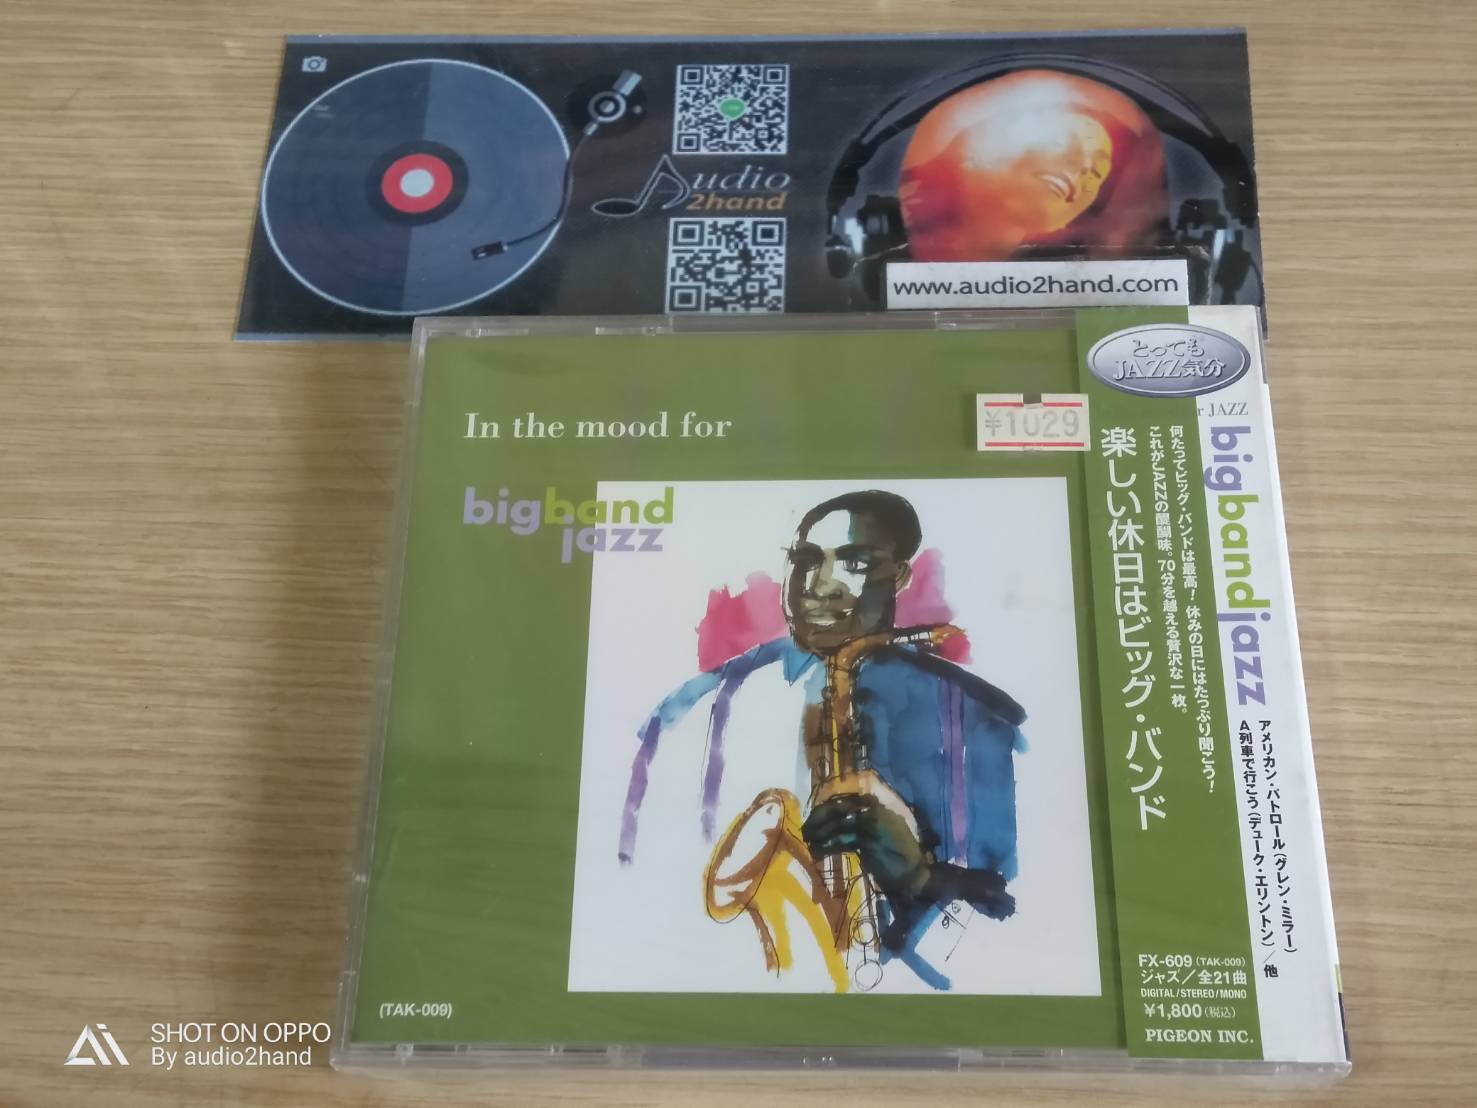 Audio
2hand
www.audio2hand.com
In the mood for
bigband
jazz
¥1029
(TAK-009)
とっても
JAZZ気分
r JAZZ
bigbandjazz
何たってビッグ・バンドは最高! 休みの日にはたっぷり聞こう!
これがJAZZの醍醐味。70分を越える贅沢な一枚。
楽しい休日はビッグ・バンド
アメリカン・パトロール(グレン・ミラー)
A列車で行こう(デューク・エリントン)/他
FX-609 (TAK-009)
ジャズ/全21曲
DIGITAL/STEREO/MONO
¥1,800(税込)
PIGEON INC.
SHOT ON OPPO
By audio2hand